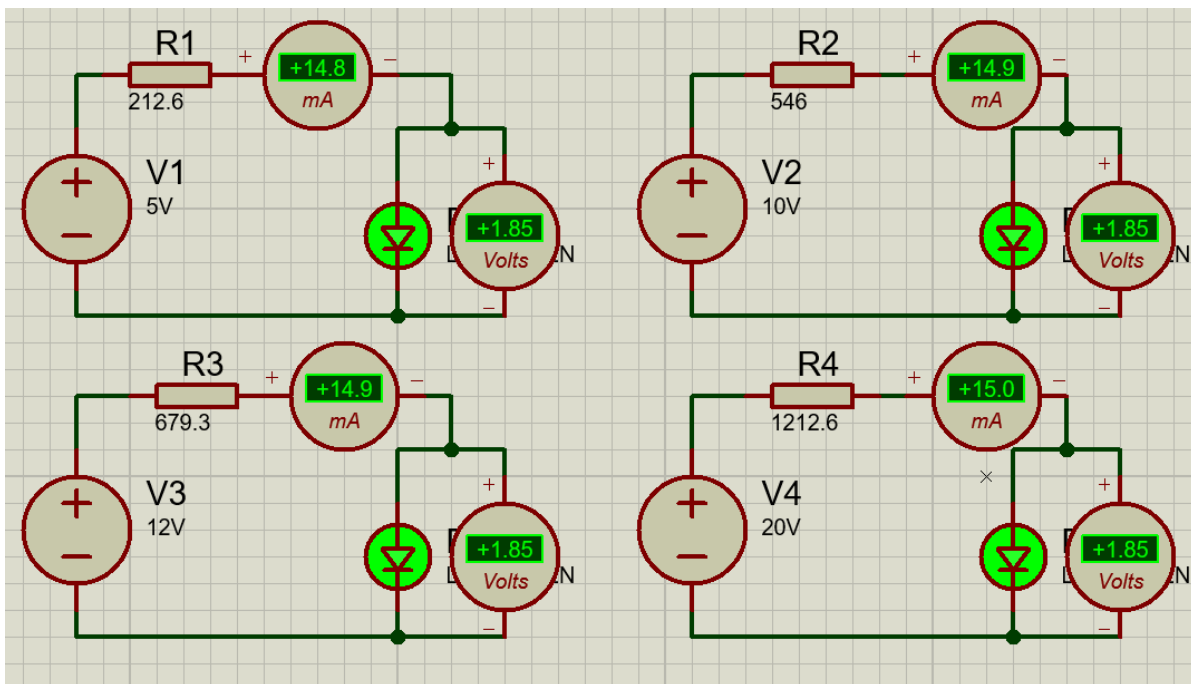 R1
+14.8
mA
212.6
V1
5V
+1.85
Volts
R2
+14.9
mA
546
V2
10V
+1.85
Volts
R3
+14.9
mA
679.3
V3
12V
+1.85
Volts
R4
+15.0
mA
1212.6
V4
20V
+1.85
Volts